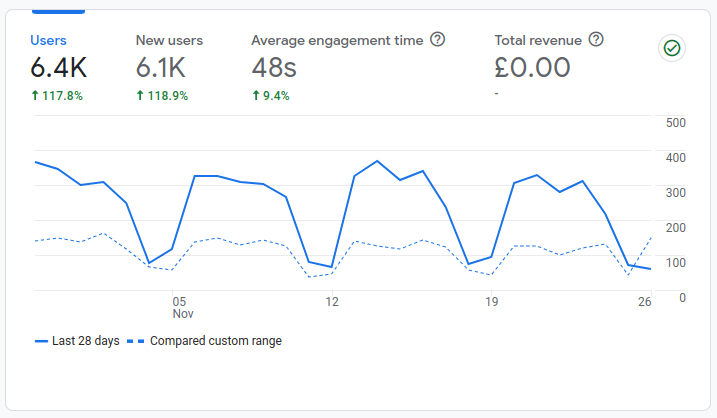 Users
6.4K
117.8%
New users
6.1K
118.9%
Average engagement time
48s
9.4%
Total revenue
£0.00
-
500
400
300
200
100
0
05
Nov
12
19
26
Last 28 days
Compared custom range